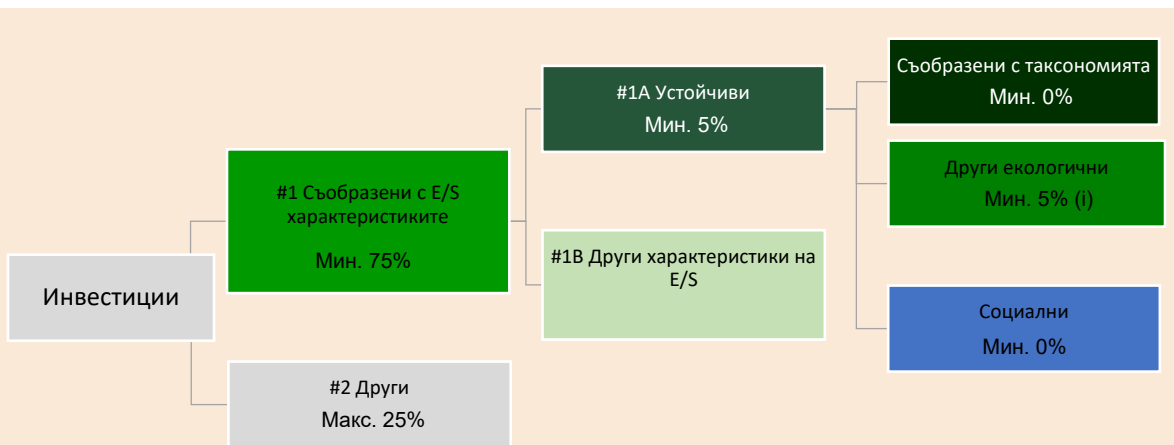 Инвестиции
#1 Съобразени с E/S
характеристиките
Мин. 75%
#2 Други
Макс. 25%
#1A Устойчиви
Мин. 5%
#1B Други характеристики на
E/S
Съобразени с таксономията
Мин. 0%
Други екологични
Мин. 5% (i)
Социални
Мин. 0%